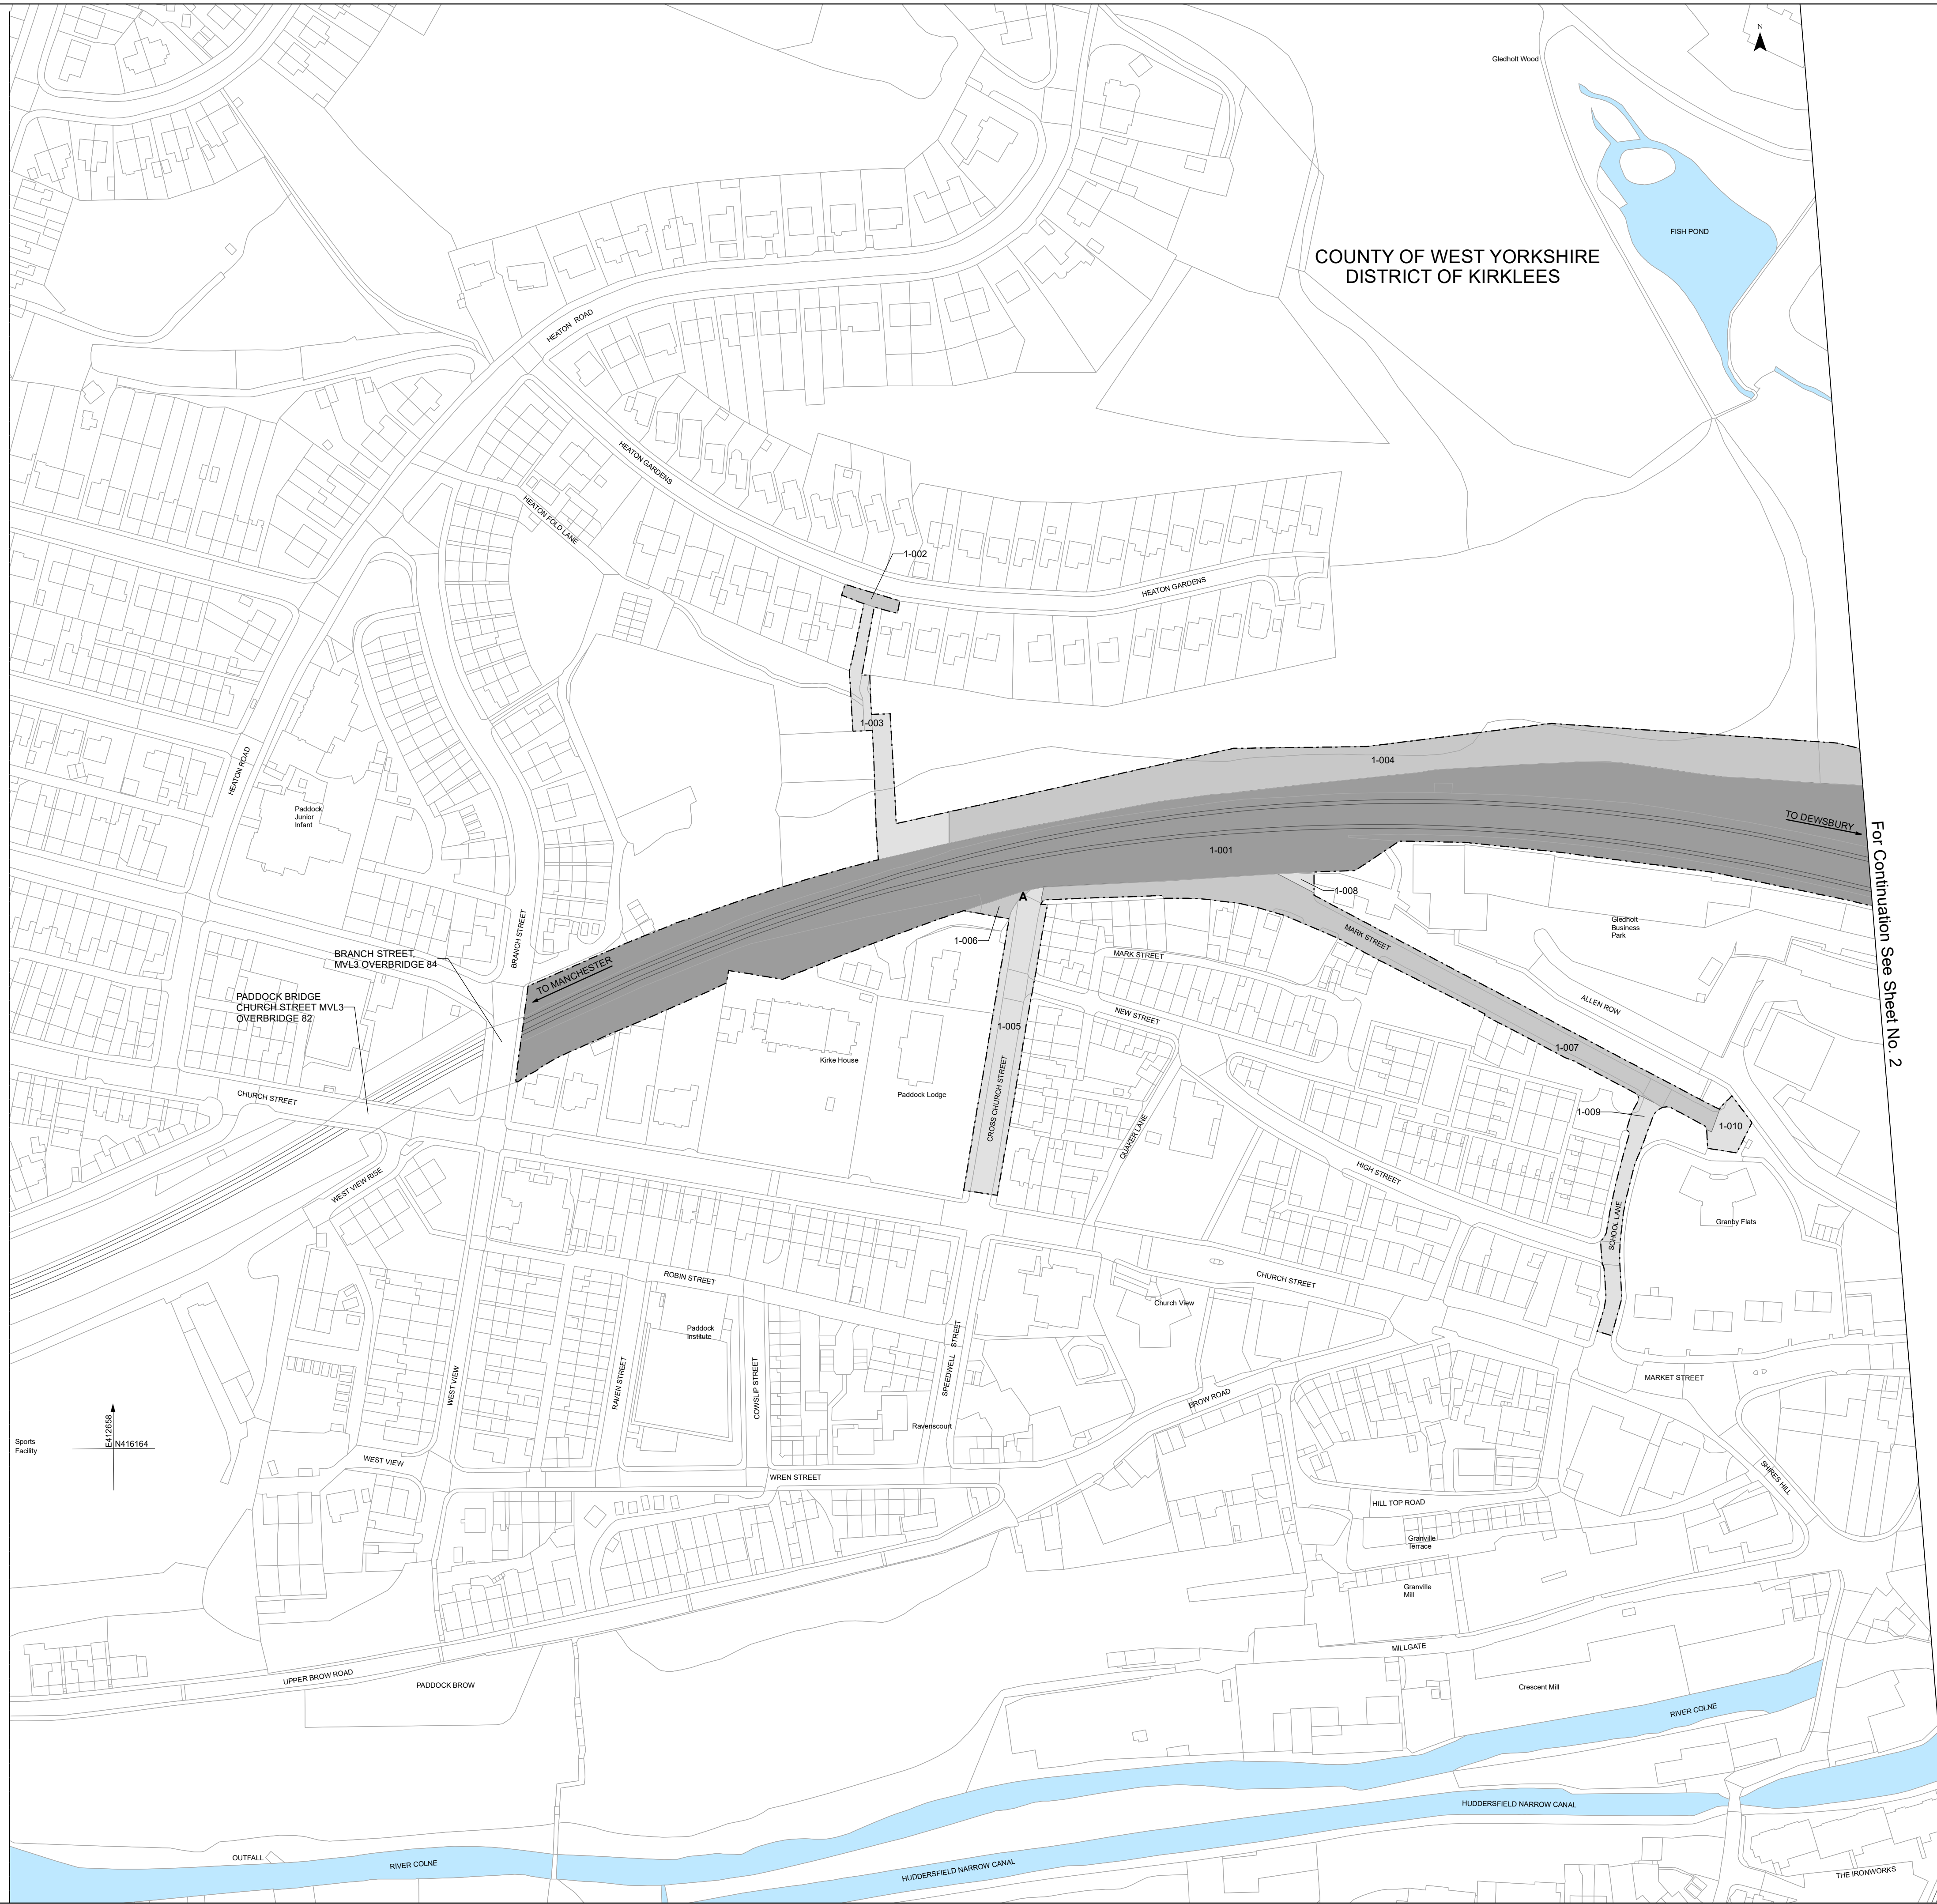 N
Gledholt Wood
FISH POND
COUNTY OF WEST YORKSHIRE
DISTRICT OF KIRKLEES
HEATON ROAD
HEATON GARDENS
HEATON FOLD LANE
1-002
HEATON GARDENS
1-003
1-004
HEATON ROAD
Paddock
Junior
Infant
TO DEWSBURY
For Continuation See Sheet No. 2
1-001
1-008
A
1-006
BRANCH STREET
Gledholt
Business
Park
MARK STREET
MARK STREET
BRANCH STREET,
MVL3 OVERBRIDGE 84
TO MANCHESTER
PADDOCK BRIDGE
CHURCH STREET MVL3
OVERBRIDGE 82
ALLEN ROW
NEW STREET
1-005
1-007
Kirke House
Paddock Lodge
CHURCH STREET
CROSS CHURCH STREET
QUAKER LANE
1-009
1-010
HIGH STREET
WEST VIEW RISE
SCHOOL LANE
Granby Flats
ROBIN STREET
CHURCH STREET
Church View
Paddock
Institute
WEST VIEW
RAVEN STREET
COWSLIP STREET
SPEEDWELL STREET
MARKET STREET
BROW ROAD
Ravenscourt
Sports
Facility
E412658
N416164
WEST VIEW
WREN STREET
SHIRES HILL
HILL TOP ROAD
Granville
Terrace
Granville
Mill
MILLGATE
UPPER BROW ROAD
PADDOCK BROW
Crescent Mill
RIVER COLNE
HUDDERSFIELD NARROW CANAL
OUTFALL
RIVER COLNE
HUDDERSFIELD NARROW CANAL
THE IRONWORKS